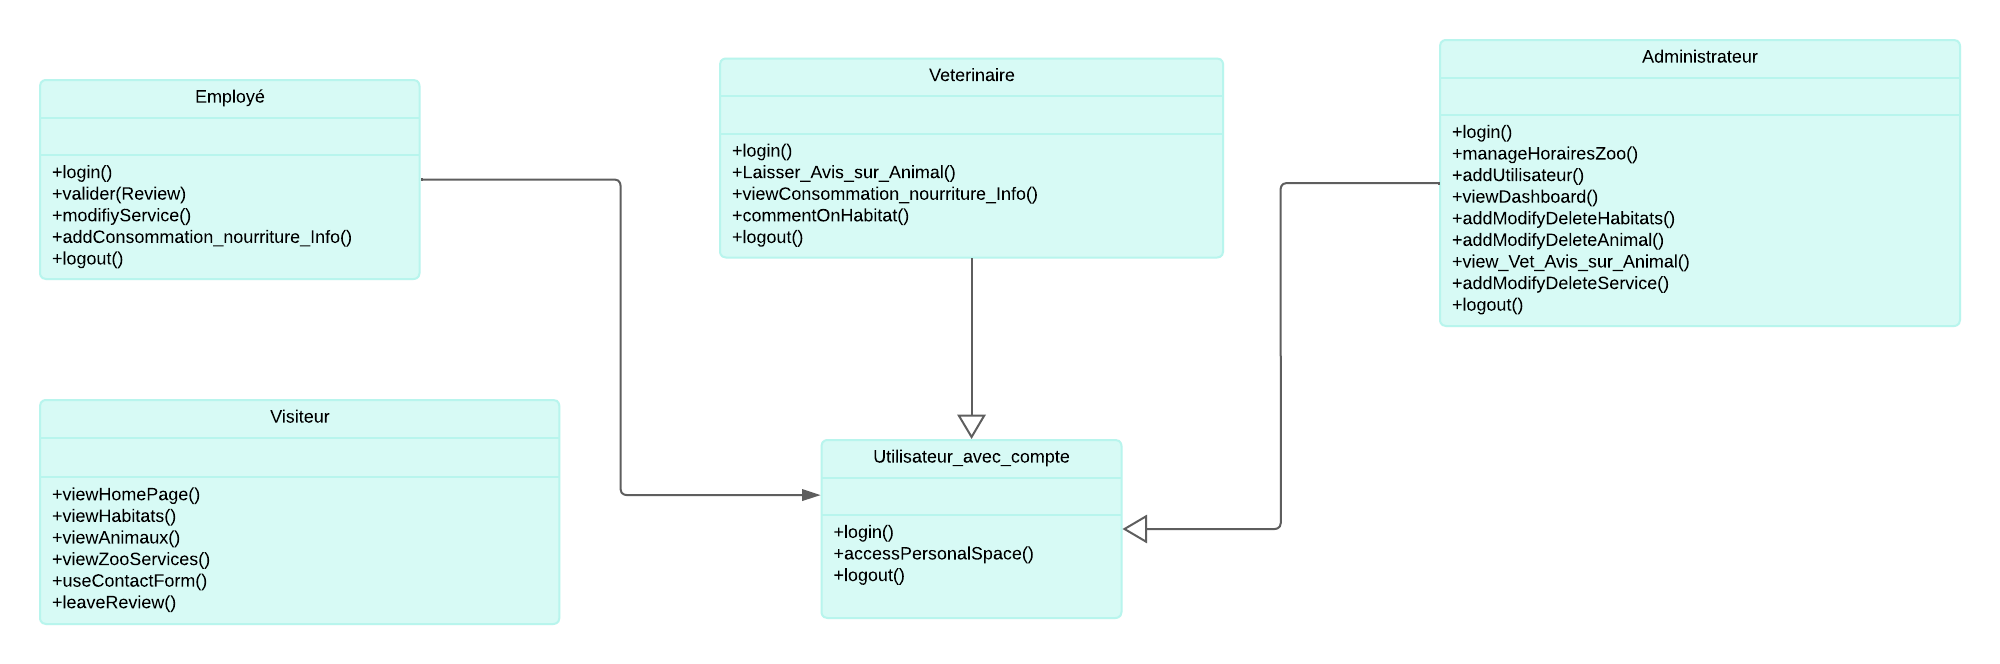 Employé
+login()
+valider(Review)
+modifiyService()
+addConsommation_nourriture_Info()
+logout()
Veterinaire
+login()
+Laisser_Avis_sur_Animal()
+viewConsommation_nourriture_Info()
+commentOnHabitat()
+logout()
Administrateur
+login()
+manageHorairesZoo()
+addUtilisateur()
+viewDashboard()
+addModifyDeleteHabitats()
+addModifyDeleteAnimal()
+view_Vet_Avis_sur_Animal()
+addModifyDeleteService()
+logout()
Visiteur
+viewHomePage()
+viewHabitats()
+viewAnimaux()
+viewZooServices()
+useContactForm()
+leaveReview()
Utilisateur_avec_compte
+login()
+accessPersonalSpace()
+logout()